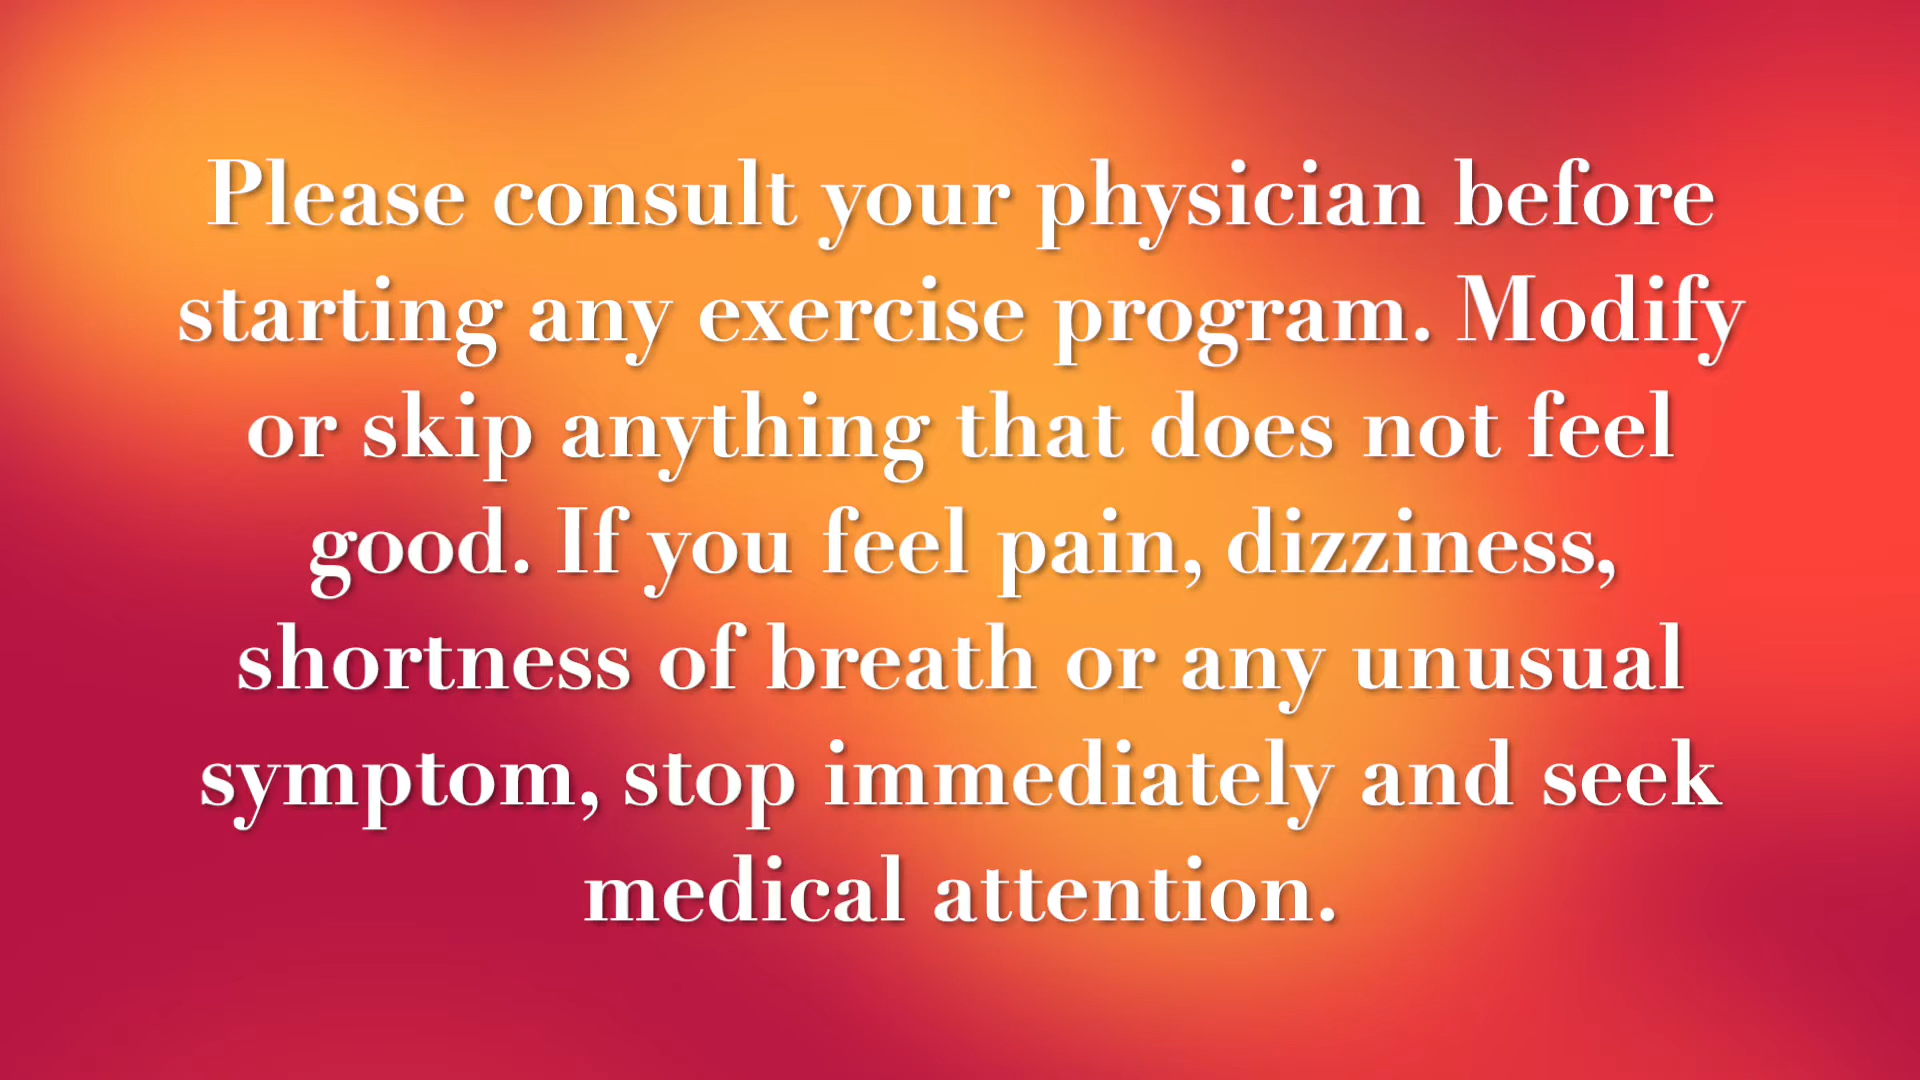 Please consult your physician before
starting any exercise program. Modify
or skip anything that does not feel
good. If you feel pain, dizziness,
shortness of breath or any unusual
symptom, stop immediately and seek
medical attention.